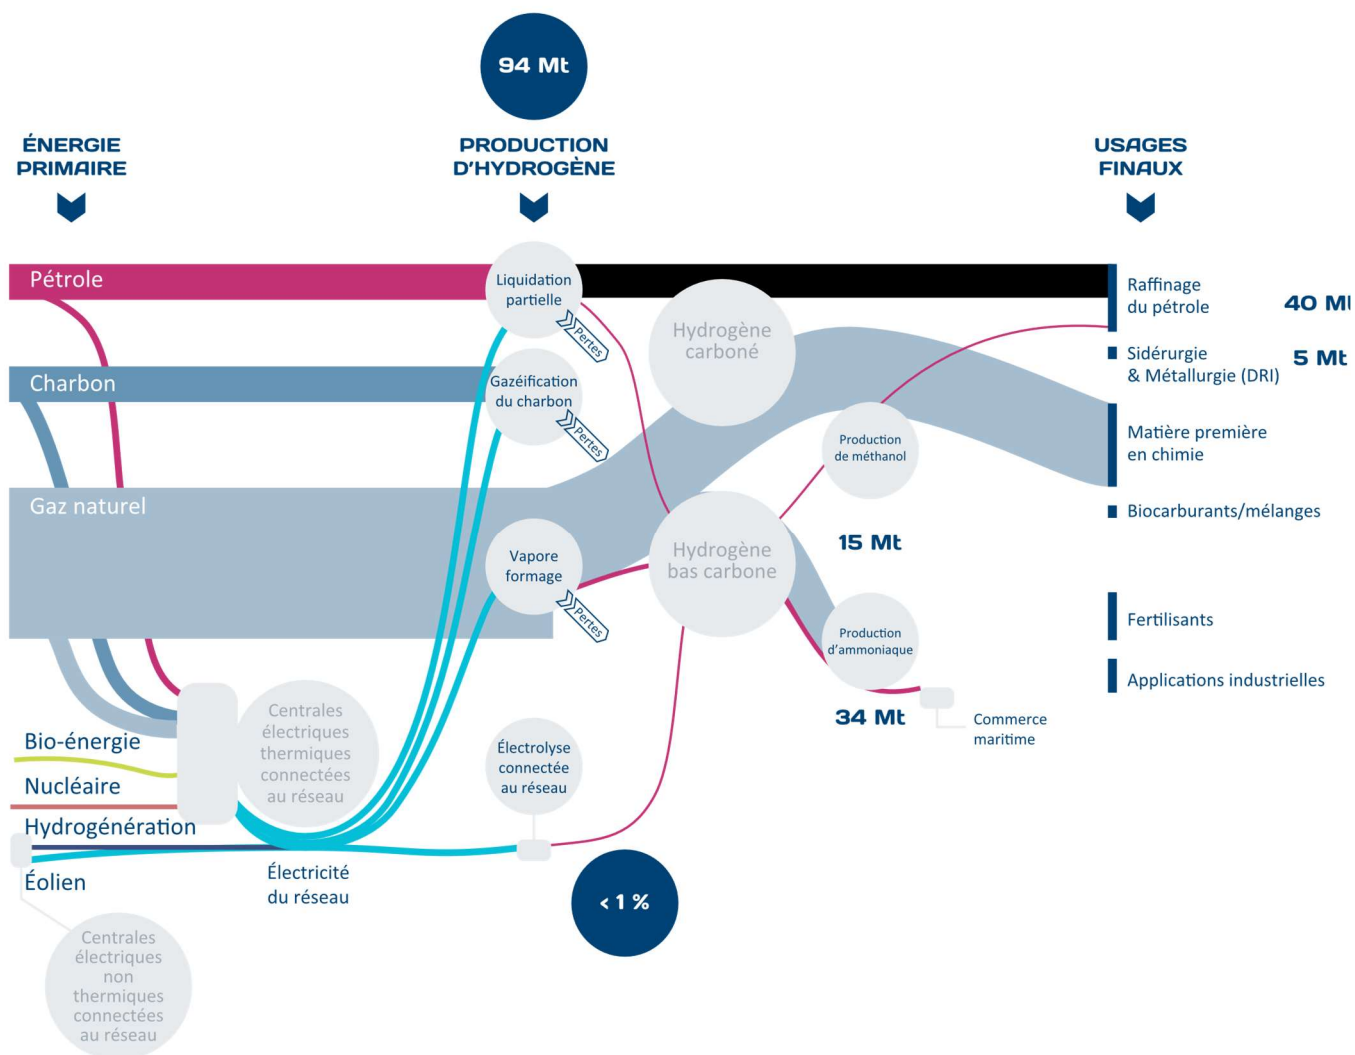 94 Mt
ÉNERGIE
PRIMAIRE
PRODUCTION
D'HYDROGÈNE
USAGES
FINAUX
Pétrole
Liquidation
partielle
Pertes
Hydrogène
carboné
Raffinage
du pétrole
40 Mt
Sidérurgie
& Métallurgie (DRI)
5 Mt
Charbon
Gazéification
du charbon
Pertes
Production
de méthanol
Matière première
en chimie
Gaz naturel
Biocarburants/mélanges
15 Mt
Vapore
formage
Pertes
Hydrogène
bas carbone
Fertilisants
Production
d'ammoniaque
Applications industrielles
34 Mt
Commerce
maritime
Centrales
électriques
thermiques
connectées
au réseau
Électrolyse
connectée
au réseau
Bio-énergie
Nucléaire
Hydrogénération
Éolien
Électricité
du réseau
< 1 %
Centrales
électriques
non
thermiques
connectées
au réseau